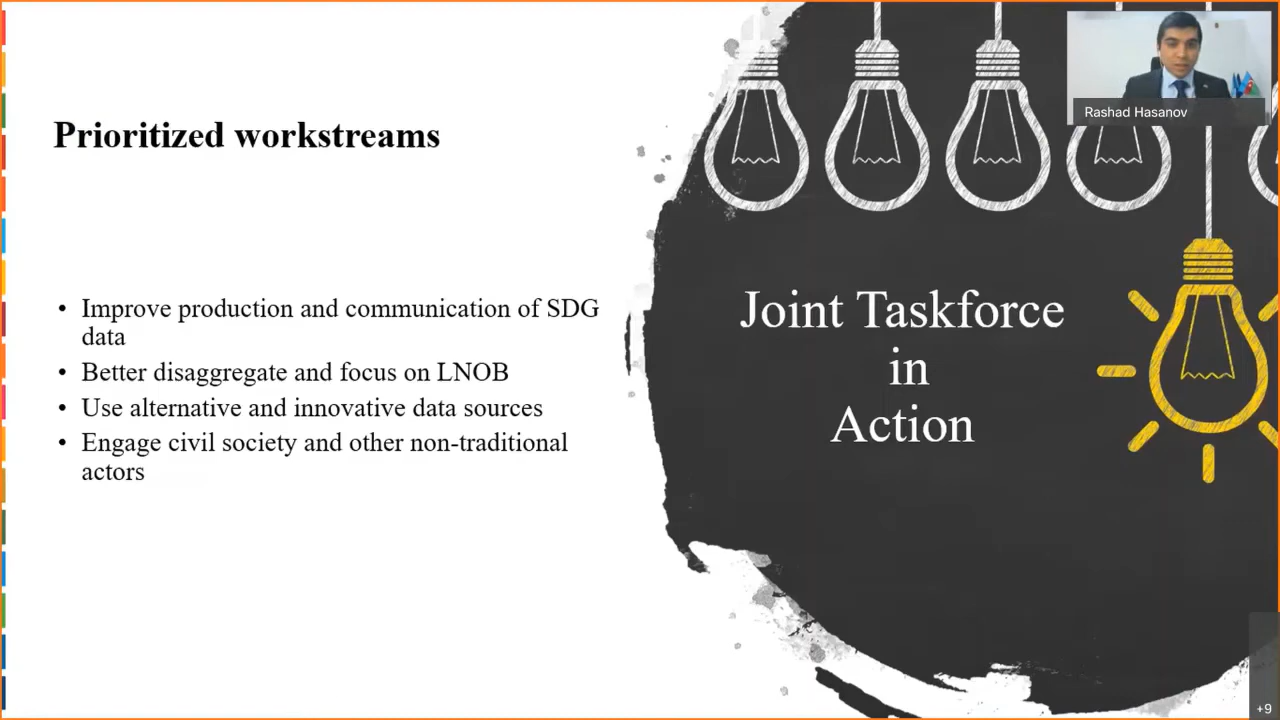 Prioritized workstreams
• Improve production and communication of SDG
data
• Better disaggregate and focus on LNOB
• Use alternative and innovative data sources
• Engage civil society and other non-traditional
actors
Joint Taskforce
in
Action
Rashad Hasanov
+9